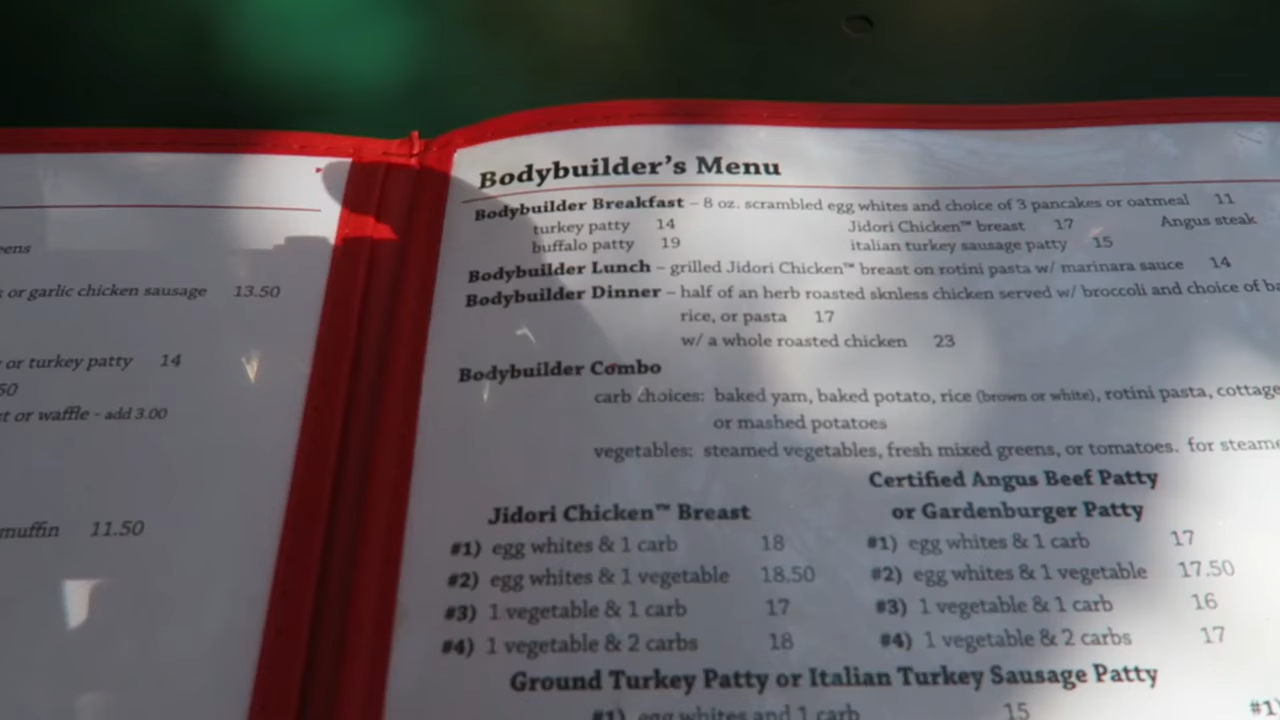 eens
or garlic chicken sausage 13.50
or turkey patty 14
50
t or waffle - add 3.00
muffin 11.50
Bodybuilder's Menu
Bodybuilder Breakfast – 8 oz. scrambled egg whites and choice of 3 pancakes or oatmeal 11
turkey patty 14 Jidori Chicken™ breast 17 Angus steak
buffalo patty 19 italian turkey sausage patty 15
Bodybuilder Lunch – grilled Jidori Chicken™ breast on rotini pasta w/ marinara sauce 14
Bodybuilder Dinner – half of an herb roasted sknless chicken served w/ broccoli and choice of ba
rice, or pasta 17
w/ a whole roasted chicken 23
Bodybuilder Combo
carb choices: baked yam, baked potato, rice (brown or white), rotini pasta, cottage
or mashed potatoes
vegetables: steamed vegetables, fresh mixed greens, or tomatoes. for steame
Jidori Chicken™ Breast
#1) egg whites & 1 carb 18
#2) egg whites & 1 vegetable 18.50
#3) 1 vegetable & 1 carb 17
#4) 1 vegetable & 2 carbs 18
Certified Angus Beef Patty
or Gardenburger Patty
#1) egg whites & 1 carb 17
#2) egg whites & 1 vegetable 17.50
#3) 1 vegetable & 1 carb 16
#4) 1 vegetable & 2 carbs 17
Ground Turkey Patty or Italian Turkey Sausage Patty
#1) egg whites and 1 carb 15 #1)